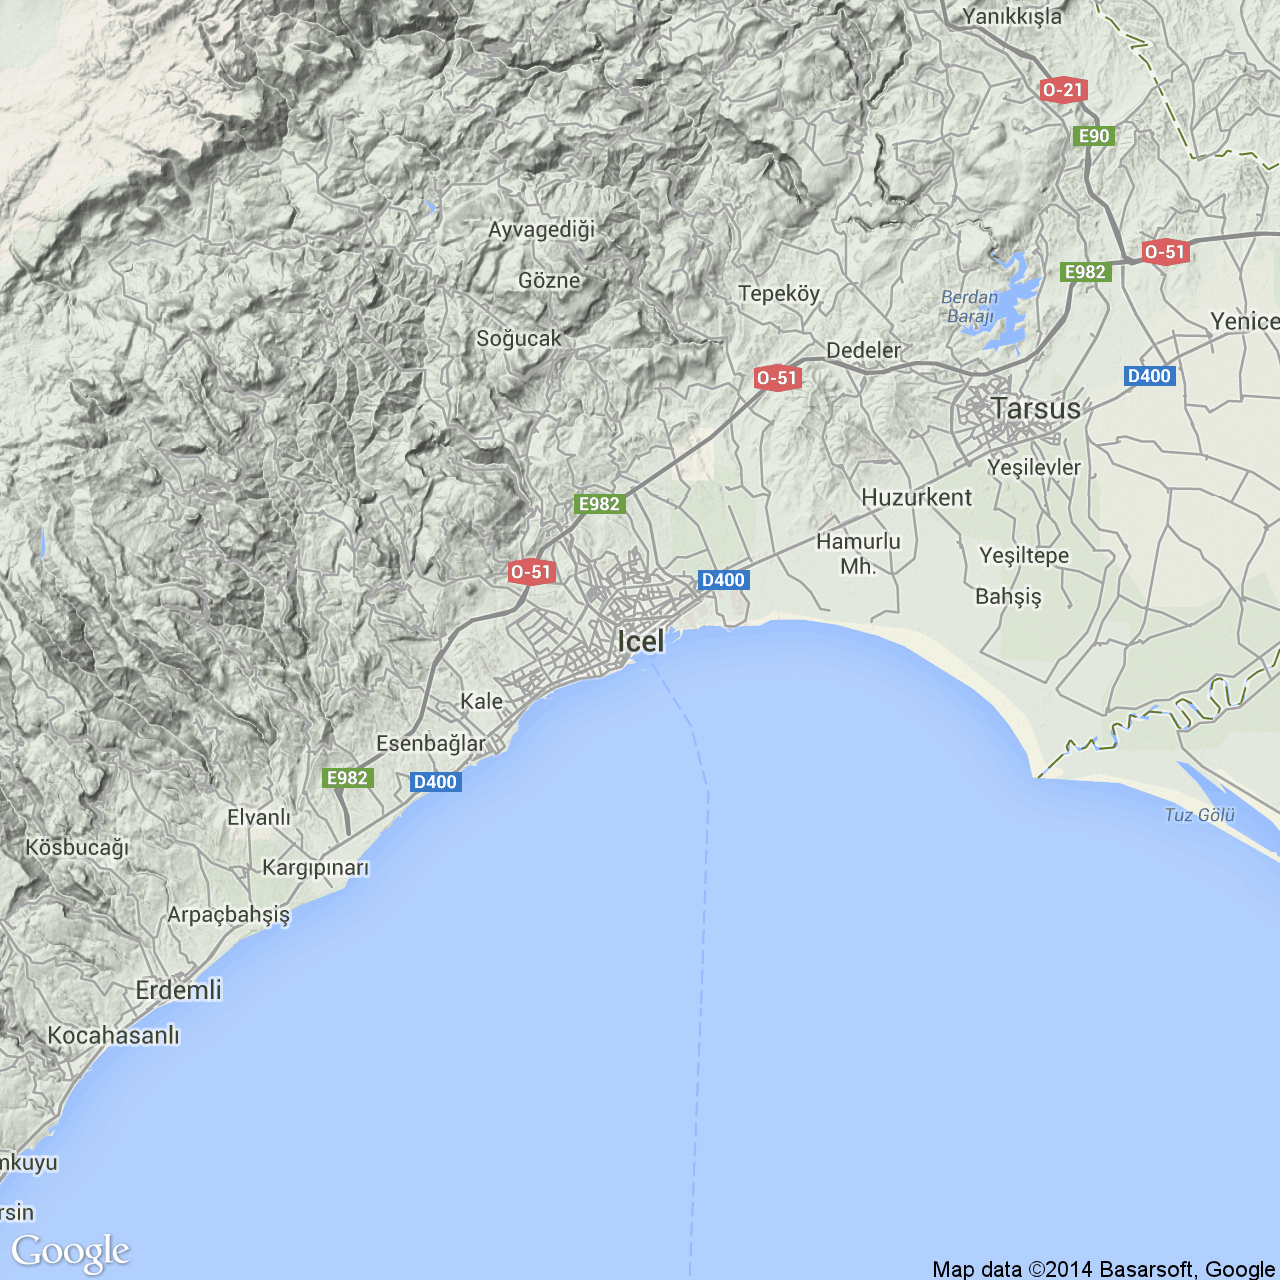 Yanıkkışla
O-21
E90
Ayvagediği
O-51
E982
Gözne
Tepeköy
Berdan
Barajı
Yenice
Soğucak
Dedeler
O-51
D400
Tarsus
Yeşilevler
E982
Huzurkent
Hamurlu
Mh.
Yeşiltepe
O-51
D400
Bahşiş
Icel
Kale
Esenbağlar
E982
D400
Elvanlı
Tuz Gölü
Kösbucağı
Kargıpınarı
Arpaçbahşiş
Erdemli
Kocahasanlı
mkuyu
rsin
Google
Map data ©2014 Basarsoft, Google